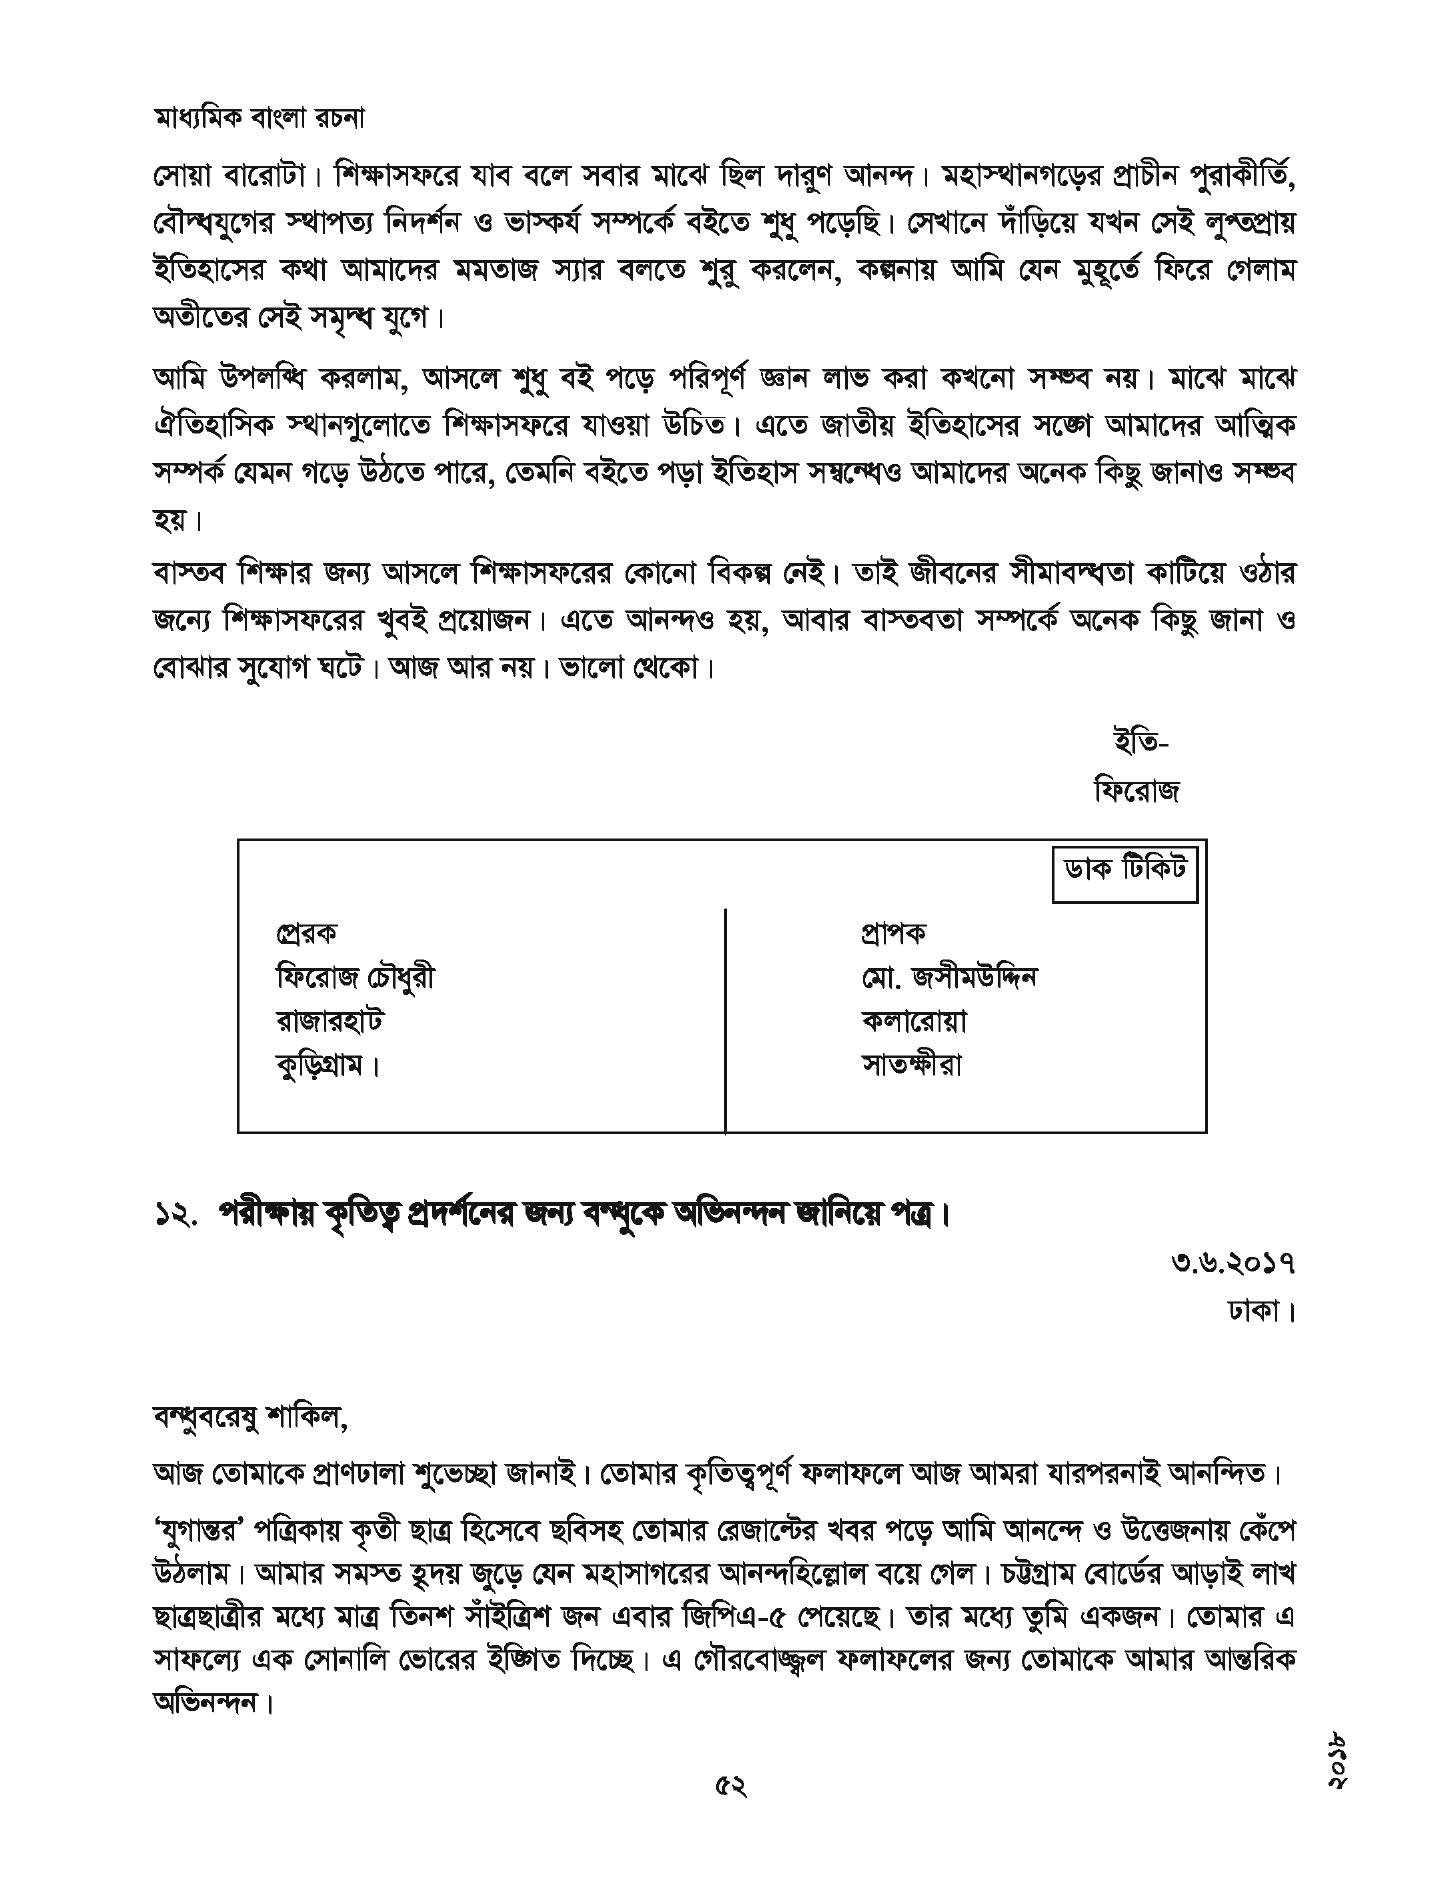 মাধ্যমিক বাংলা রচনা
সোয়া বারোটা। শিক্ষাসফরে যাব বলে সবার মাঝে ছিল দারুণ আনন্দ। মহাস্থানগড়ের প্রাচীন পুরাকীর্তি,
বৌদ্ধযুগের স্থাপত্য নিদর্শন ও ভাস্কর্য সম্পর্কে বইতে শুধু পড়েছি। সেখানে দাঁড়িয়ে যখন সেই লুপ্তপ্রায়
ইতিহাসের কথা আমাদের মমতাজ স্যার বলতে শুরু করলেন, কল্পনায় আমি যেন মুহূর্তে ফিরে গেলাম
অতীতের সেই সমৃদ্ধ যুগে।
আমি উপলব্ধি করলাম, আসলে শুধু বই পড়ে পরিপূর্ণ জ্ঞান লাভ করা কখনো সম্ভব নয়। মাঝে মাঝে
ঐতিহাসিক স্থানগুলোতে শিক্ষাসফরে যাওয়া উচিত। এতে জাতীয় ইতিহাসের সঙ্গে আমাদের আত্মিক
সম্পর্ক যেমন গড়ে উঠতে পারে, তেমনি বইতে পড়া ইতিহাস সম্বন্ধেও আমাদের অনেক কিছু জানাও সম্ভব
হয়।
বাস্তব শিক্ষার জন্য আসলে শিক্ষাসফরের কোনো বিকল্প নেই। তাই জীবনের সীমাবদ্ধতা কাটিয়ে ওঠার
জন্যে শিক্ষাসফরের খুবই প্রয়োজন। এতে আনন্দও হয়, আবার বাস্তবতা সম্পর্কে অনেক কিছু জানা ও
বোঝার সুযোগ ঘটে। আজ আর নয়। ভালো থেকো।
ইতি-
ফিরোজ
ডাক টিকিট
প্রেরক
ফিরোজ চৌধুরী
রাজারহাট
কুড়িগ্রাম।
প্রাপক
মো. জসীমউদ্দিন
কলারোয়া
সাতক্ষীরা
১২. পরীক্ষায় কৃতিত্ব প্রদর্শনের জন্য বন্ধুকে অভিনন্দন জানিয়ে পত্র।
৩.৬.২০১৭
ঢাকা।
বন্ধুবরেষু শাকিল,
আজ তোমাকে প্রাণঢালা শুভেচ্ছা জানাই। তোমার কৃতিত্বপূর্ণ ফলাফলে আজ আমরা যারপরনাই আনন্দিত।
‘যুগান্তর’ পত্রিকায় কৃতী ছাত্র হিসেবে ছবিসহ তোমার রেজাল্টের খবর পড়ে আমি আনন্দে ও উত্তেজনায় কেঁপে
উঠলাম। আমার সমস্ত হৃদয় জুড়ে যেন মহাসাগরের আনন্দহিল্লোল বয়ে গেল। চট্টগ্রাম বোর্ডের আড়াই লাখ
ছাত্রছাত্রীর মধ্যে মাত্র তিনশ সাঁইত্রিশ জন এবার জিপিএ-৫ পেয়েছে। তার মধ্যে তুমি একজন। তোমার এ
সাফল্যে এক সোনালি ভোরের ইঙ্গিত দিচ্ছে। এ গৌরবোজ্জ্বল ফলাফলের জন্য তোমাকে আমার আন্তরিক
অভিনন্দন।
৫২
২০১৮